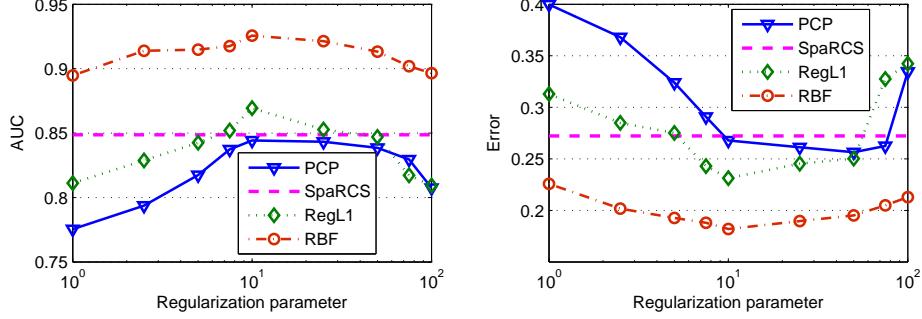 0.95
0.9
0.85
0.8
0.75
AUC
PCP
SpaRCS
RegL1
RBF
10^0
10^1
10^2
Regularization parameter
0.4
0.35
0.3
0.25
0.2
Error
PCP
SpaRCS
RegL1
RBF
10^0
10^1
10^2
Regularization parameter